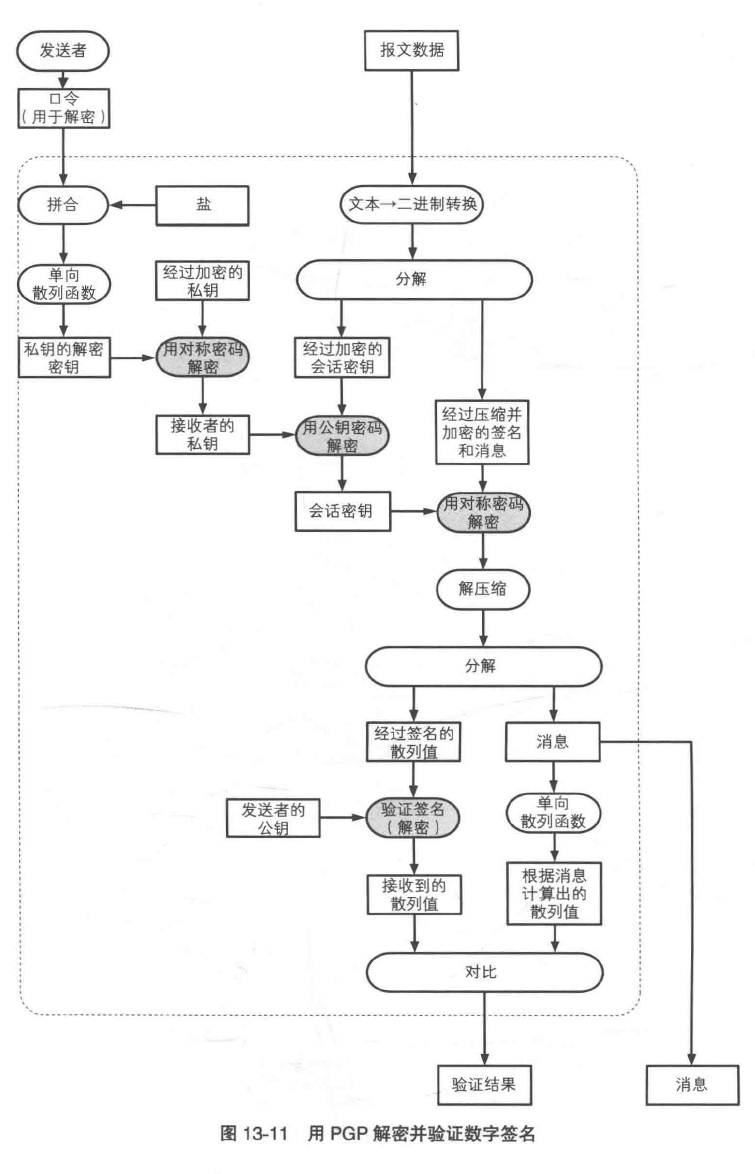 发送者
报文数据
口令
(用于解密)
拼合
盐
文本→二进制转换
单向
散列函数
经过加密的
私钥
分解
私钥的解密
密钥
用对称密码
解密
经过加密的
会话密钥
接收者的
私钥
用公钥密码
解密
经过压缩并
加密的签名
和消息
会话密钥
用对称密码
解密
解压缩
分解
经过签名的
散列值
消息
发送者的
公钥
验证签名
(解密)
单向
散列函数
接收到的
散列值
根据消息
计算出的
散列值
对比
验证结果
消息
图 13-11 用 PGP 解密并验证数字签名